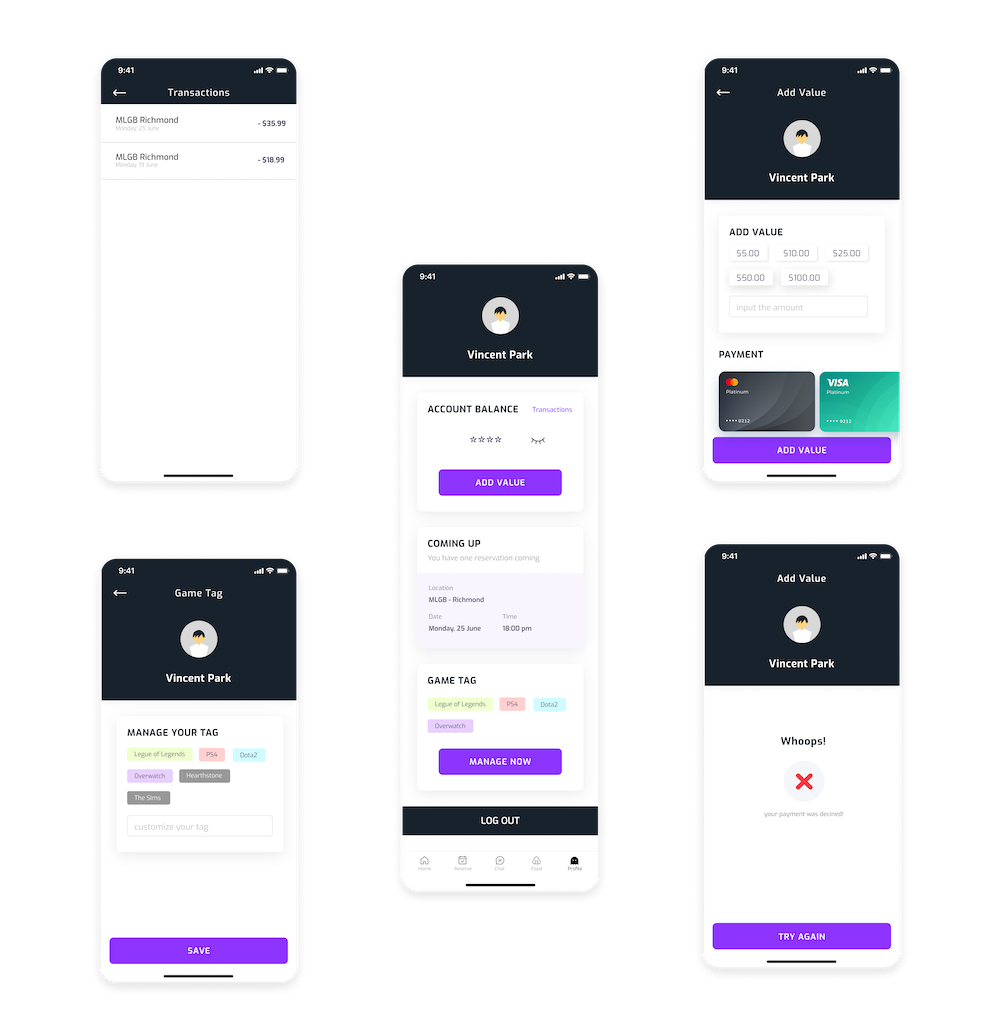 9:41
Transactions
MLGB Richmond
Monday, 25 June
- $35.99
MLGB Richmond
Monday, 19 June
- $18.99
9:41
Add Value
Vincent Park
ADD VALUE
$5.00 $10.00 $25.00
$50.00 $100.00
input the amount
PAYMENT
Platinum
•••• 0212
VISA
Platinum
•••• 0213
ADD VALUE
9:41
Vincent Park
ACCOUNT BALANCE Transactions
☆☆☆☆
ADD VALUE
COMING UP
You have one reservation coming
Location
MLGB - Richmond
Date Time
Monday, 25 June 18:00 pm
GAME TAG
Legue of Legends PS4 Dota2
Overwatch
MANAGE NOW
LOG OUT
Home Reserve Chat Food Profile
9:41
Game Tag
Vincent Park
MANAGE YOUR TAG
Legue of Legends PS4 Dota2
Overwatch Hearthstone
The Sims
customize your tag
SAVE
9:41
Add Value
Vincent Park
Whoops!
your payment was decined!
TRY AGAIN